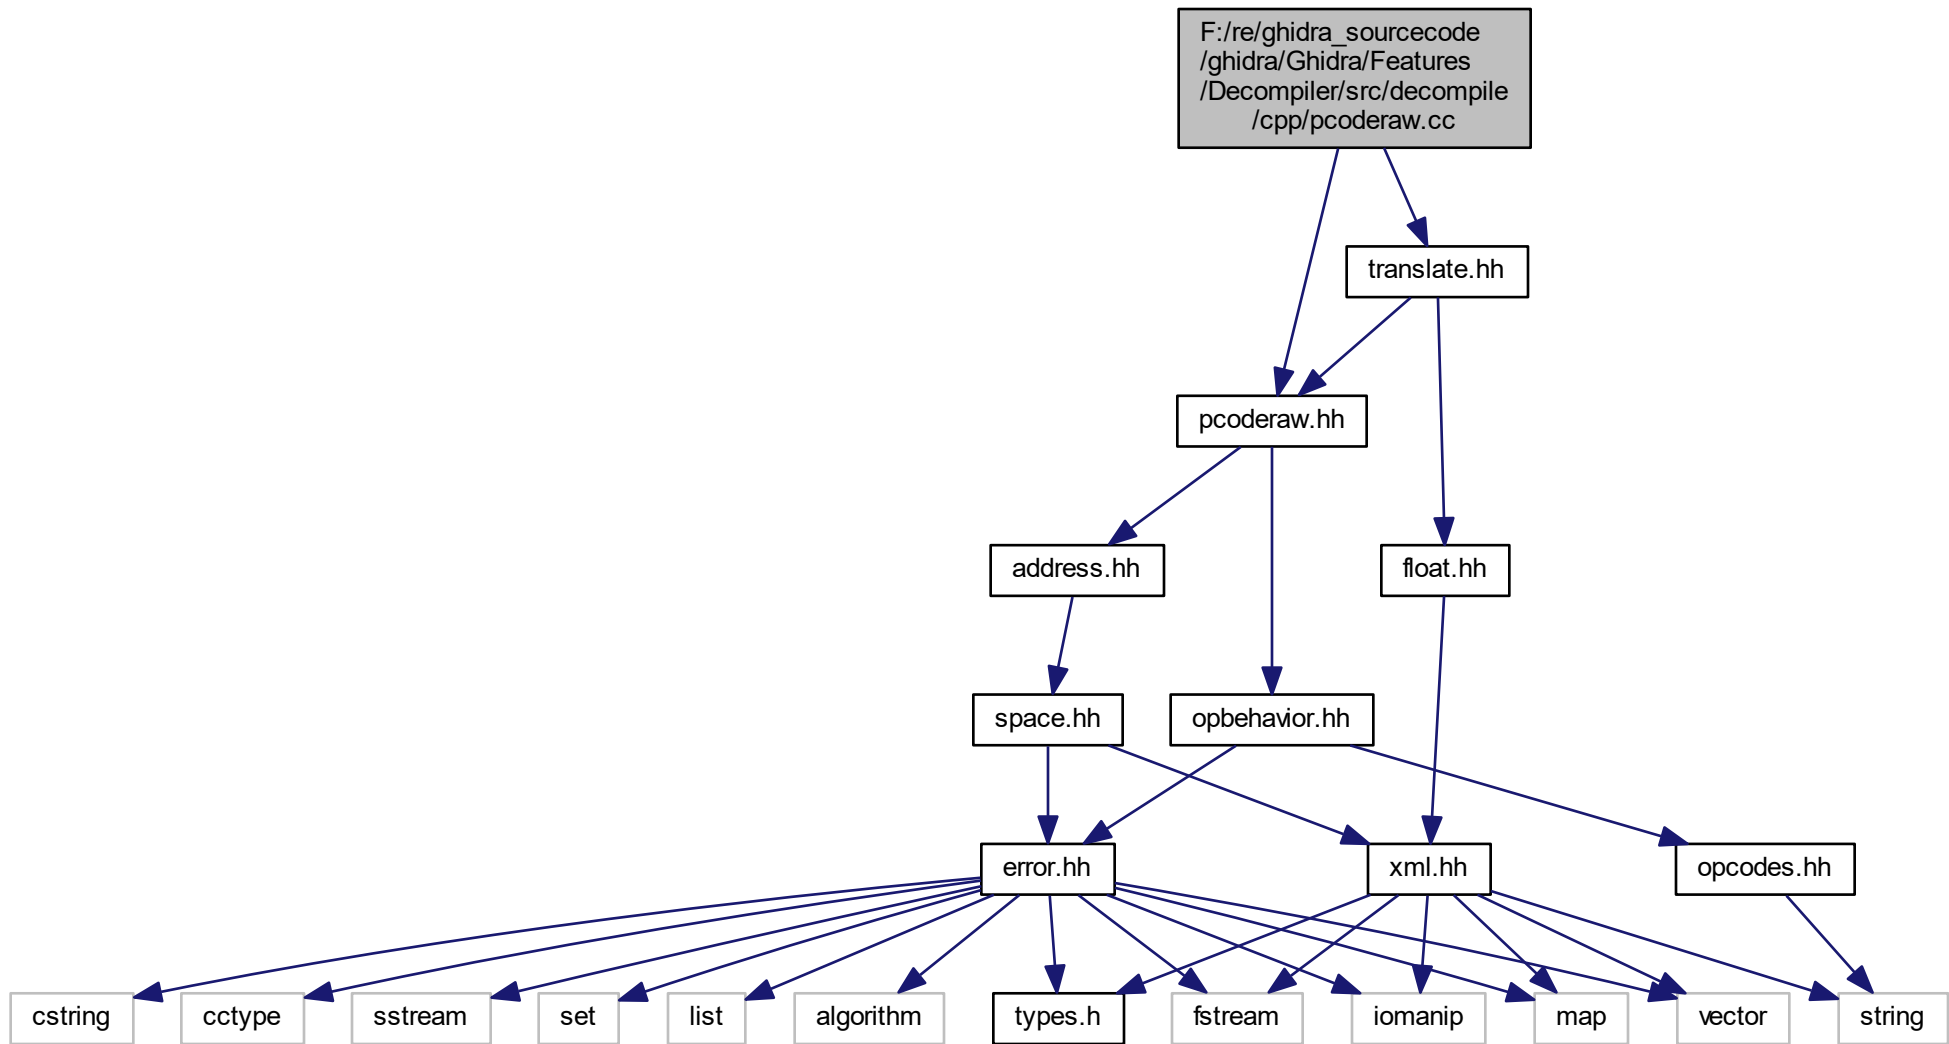 F:/re/ghidra_sourcecode
/ghidra/Ghidra/Features
/Decompiler/src/decompile
/cpp/pcoderaw.cc
translate.hh
pcoderaw.hh
address.hh
float.hh
space.hh
opbehavior.hh
error.hh
xml.hh
opcodes.hh
cstring
cctype
sstream
set
list
algorithm
types.h
fstream
iomanip
map
vector
string